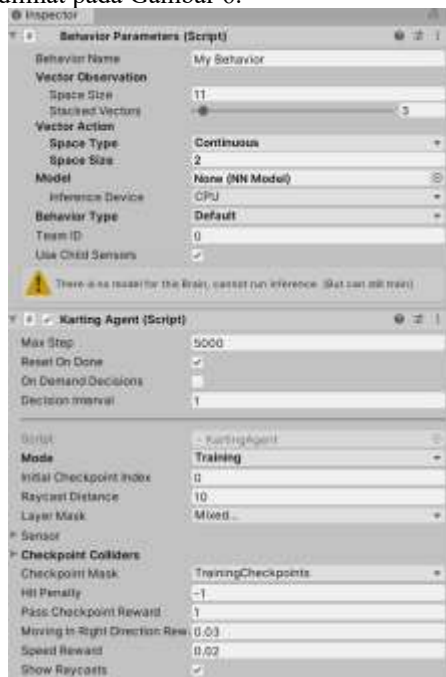 dilihat pada Gambar 6.
Inspector
Behavior Parameters (Script)
Behavior Name My Behavior
Vector Observation
Space Size 11
Stacked Vectors 3
Vector Action
Space Type Continuous
Space Size 2
Model None (NN Model)
Inference Device CPU
Behavior Type Default
Team ID 0
Use Child Sensors
There is no model for this Brain, cannot run inference. (But can still train)
Karting Agent (Script)
Max Step 5000
Reset On Done
On Demand Decisions
Decision Interval 1
Script KartingAgent
Mode Training
Initial Checkpoint Index 0
Raycast Distance 10
Layer Mask Mixed...
Sensor
Checkpoint Colliders
Checkpoint Mask TrainingCheckpoints
Hit Penalty -1
Pass Checkpoint Reward 1
Moving In Right Direction Rew 0.03
Speed Reward 0.02
Show Raycasts